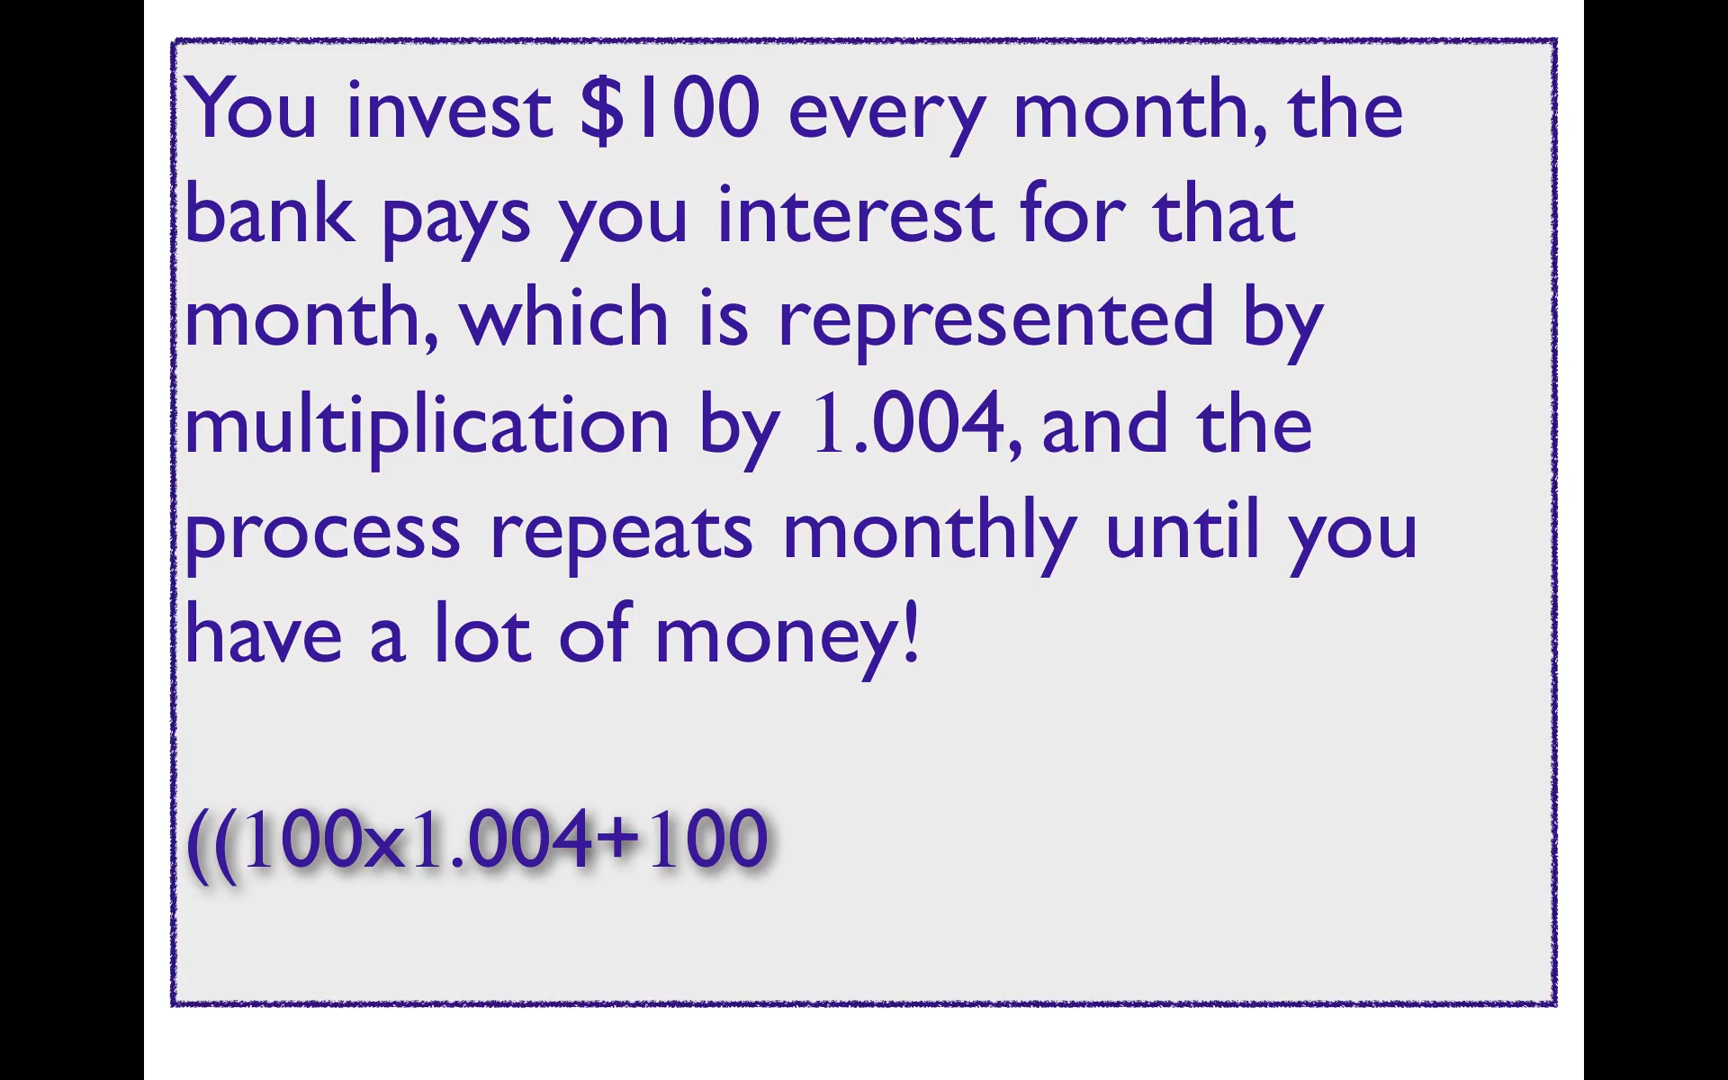 You invest $100 every month, the
bank pays you interest for that
month, which is represented by
multiplication by 1.004, and the
process repeats monthly until you
have a lot of money!
((100x1.004+100